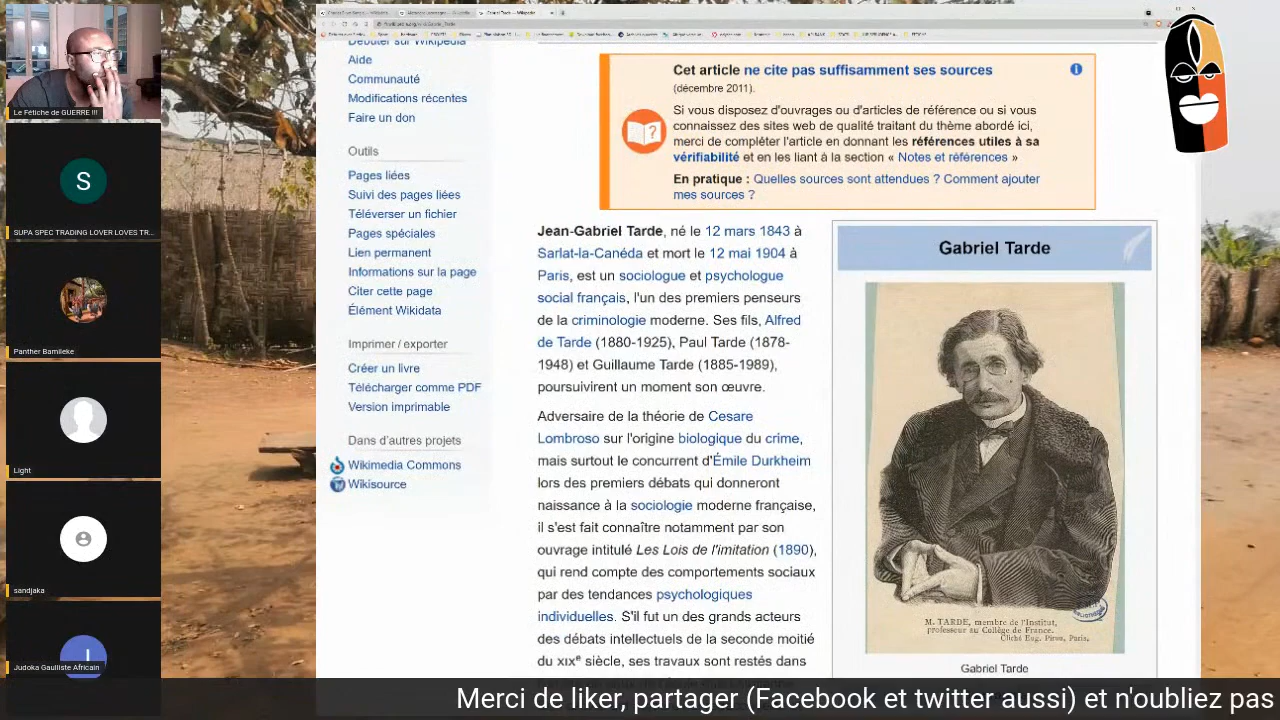 Le Fétiche de GUERRE !!!
S
SUPA SPEC TRADING LOVER LOVES TR...
Panther Bamileke
Light
sandjaka
J
Judoka Gaulliste Africain
Débuter sur Wikipédia
Aide
Communauté
Modifications récentes
Faire un don
Outils
Pages liées
Suivi des pages liées
Téléverser un fichier
Pages spéciales
Lien permanent
Informations sur la page
Citer cette page
Élément Wikidata
Imprimer / exporter
Créer un livre
Télécharger comme PDF
Version imprimable
Dans d'autres projets
Wikimedia Commons
Wikisource
Cet article ne cite pas suffisamment ses sources
(décembre 2011).
Si vous disposez d'ouvrages ou d'articles de référence ou si vous
connaissez des sites web de qualité traitant du thème abordé ici,
merci de compléter l'article en donnant les références utiles à sa
vérifiabilité et en les liant à la section « Notes et références »
En pratique : Quelles sources sont attendues ? Comment ajouter
mes sources ?
Jean-Gabriel Tarde, né le 12 mars 1843 à
Sarlat-la-Canéda et mort le 12 mai 1904 à
Paris, est un sociologue et psychologue
social français, l'un des premiers penseurs
de la criminologie moderne. Ses fils, Alfred
de Tarde (1880-1925), Paul Tarde (1878-
1948) et Guillaume Tarde (1885-1989),
poursuivirent un moment son œuvre.
Adversaire de la théorie de Cesare
Lombroso sur l'origine biologique du crime,
mais surtout le concurrent d'Émile Durkheim
lors des premiers débats qui donneront
naissance à la sociologie moderne française,
il s'est fait connaître notamment par son
ouvrage intitulé Les Lois de l'imitation (1890),
qui rend compte des comportements sociaux
par des tendances psychologiques
individuelles. S'il fut un des grands acteurs
des débats intellectuels de la seconde moitié
du XIXe siècle, ses travaux sont restés dans
Gabriel Tarde
M. TARDE, membre de l'Institut,
professeur au Collège de France.
Cliché Eug. Pirou, Paris.
Gabriel Tarde
Merci de liker, partager (Facebook et twitter aussi) et n'oubliez pas